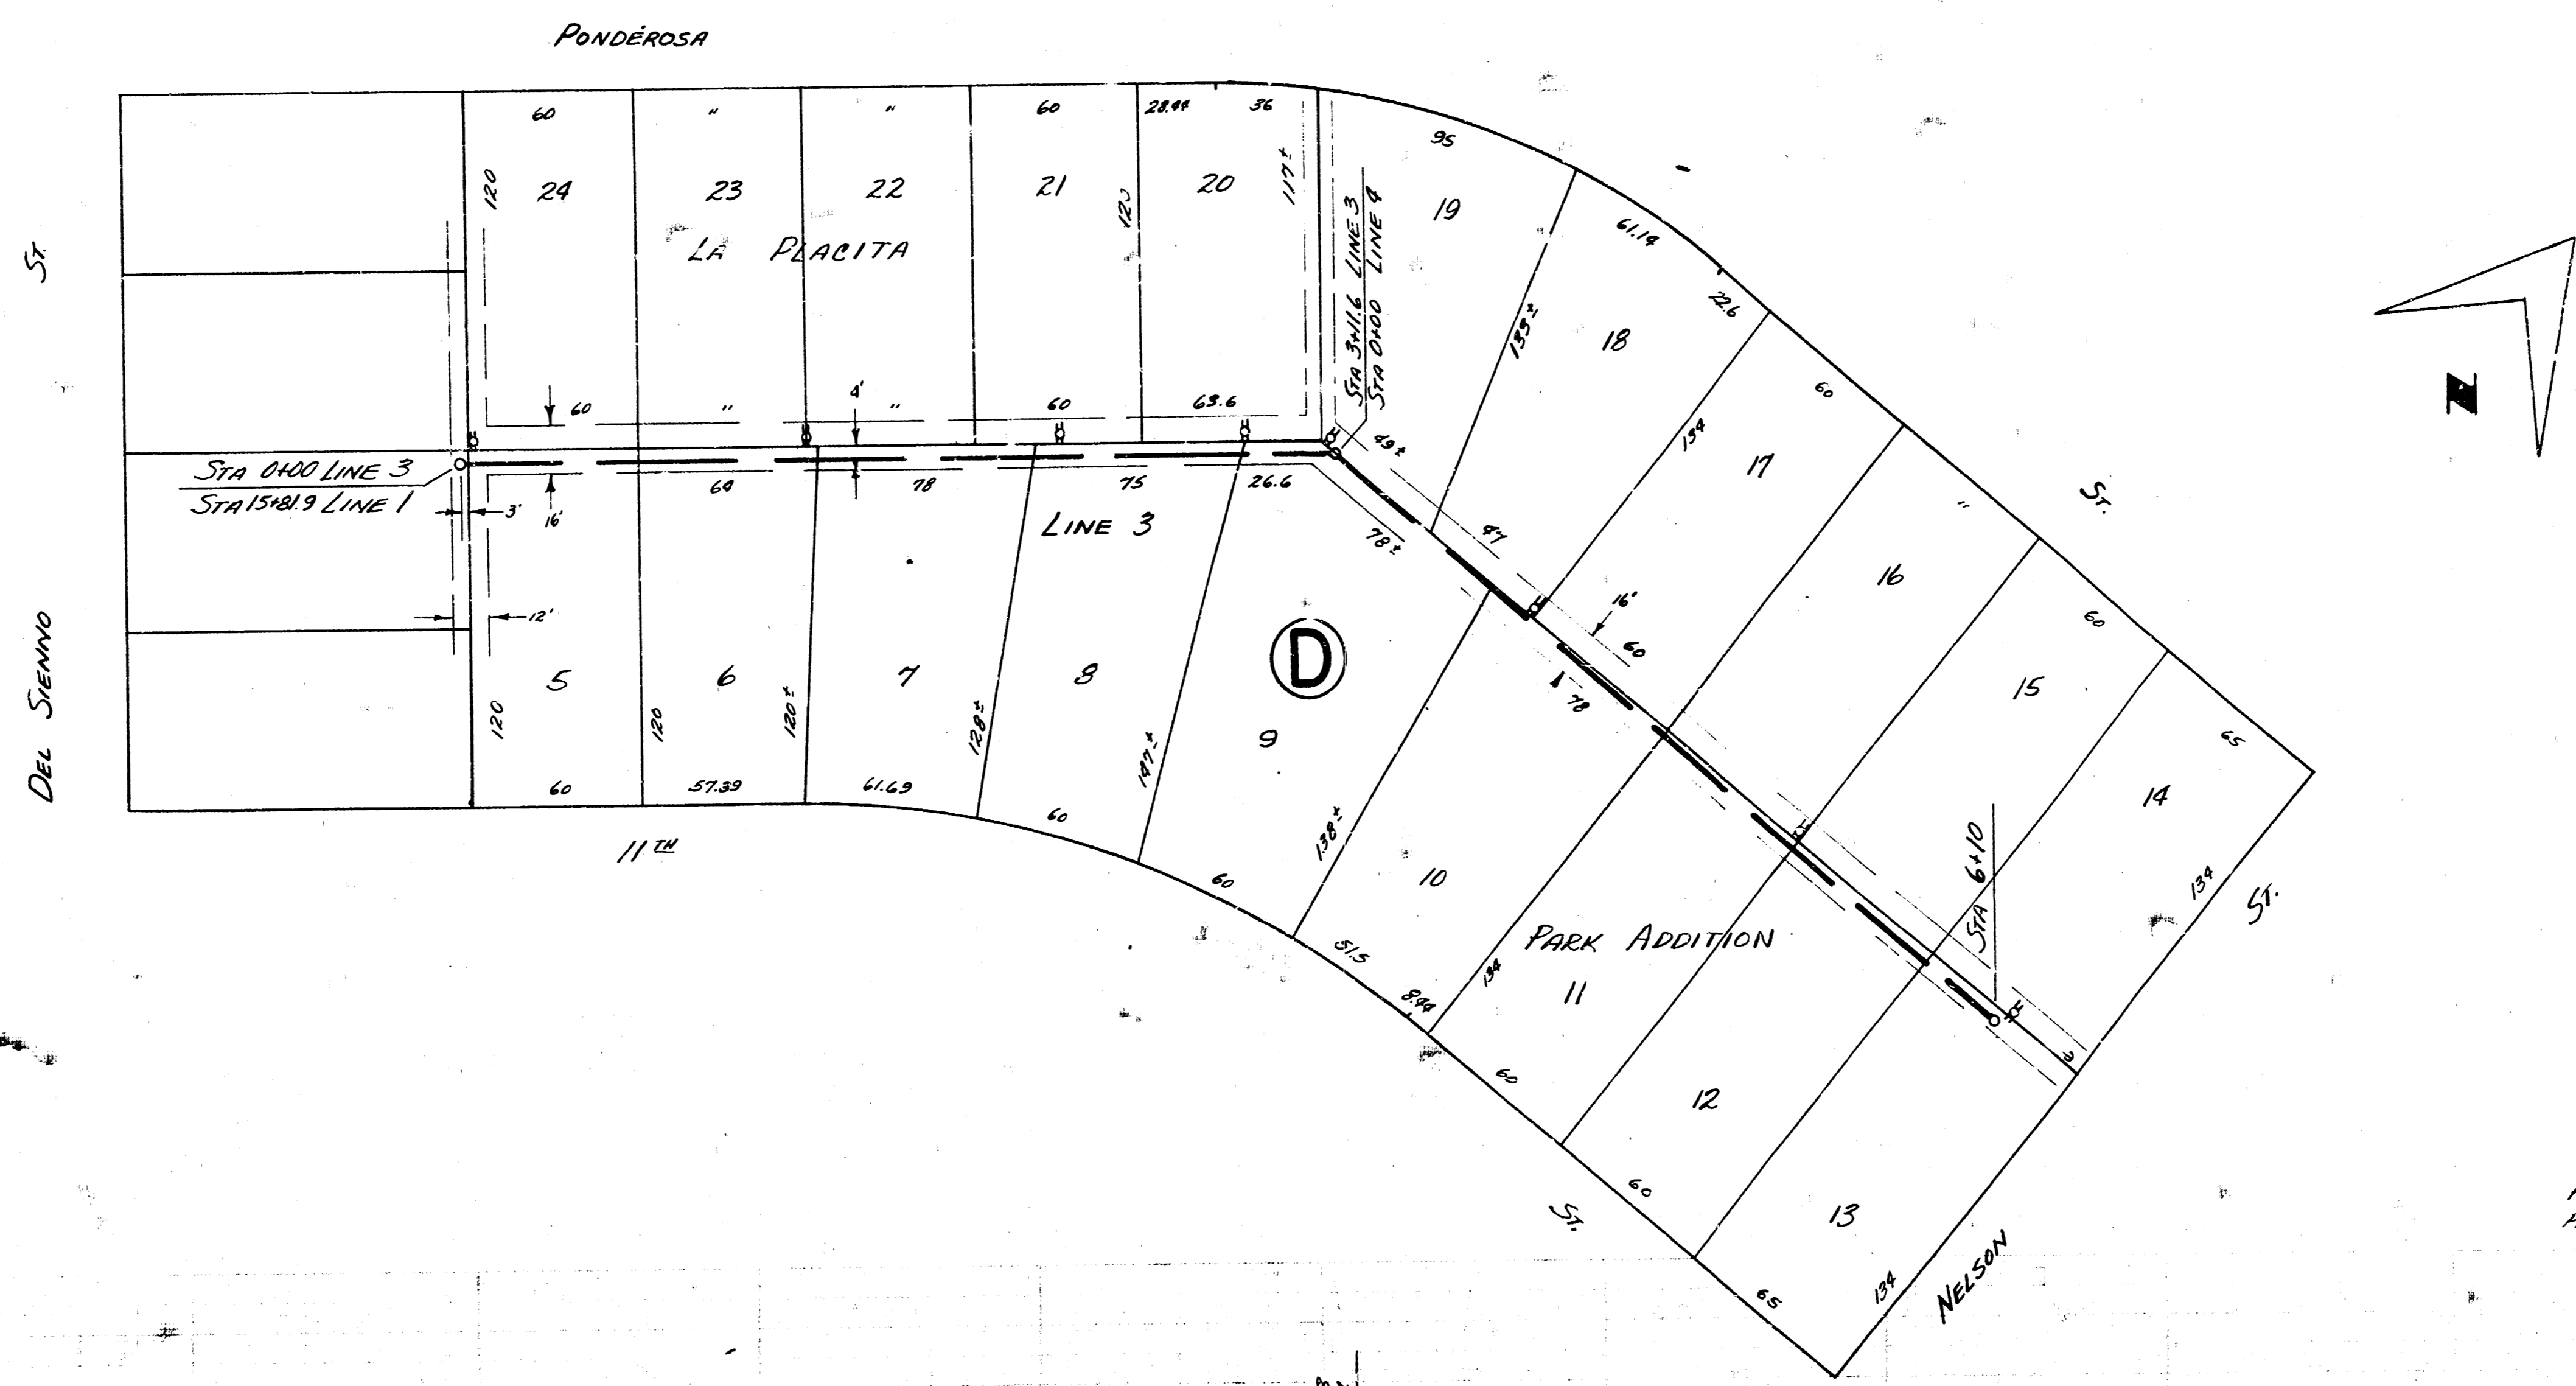 PONDEROSA
60 " " 60 28.44 36
95
24 23 22 21 20 19
120 120 117±
LA PLACITA
61.14
22.6
18
135±
STA 3+11.6 LINE 3
STA 0+00 LINE 4
ST.
DEL SIENNO
60 " 4' " 60 63.6
49±
60
134
17
ST.
"
STA 0+00 LINE 3
STA 15+81.9 LINE 1
3'
16'
64 78 75 26.6
LINE 3
78±
47
16
16'
60
60
12'
78
15
5 6 7 8
D
9
65
120 120 120± 128± 147±
138±
14
60 57.39 61.69 60
60
10
STA 6+10
134
ST.
11TH
51.5
PARK ADDITION
134
11
8.44
60
12
60
ST.
13
65
134
NELSON
N